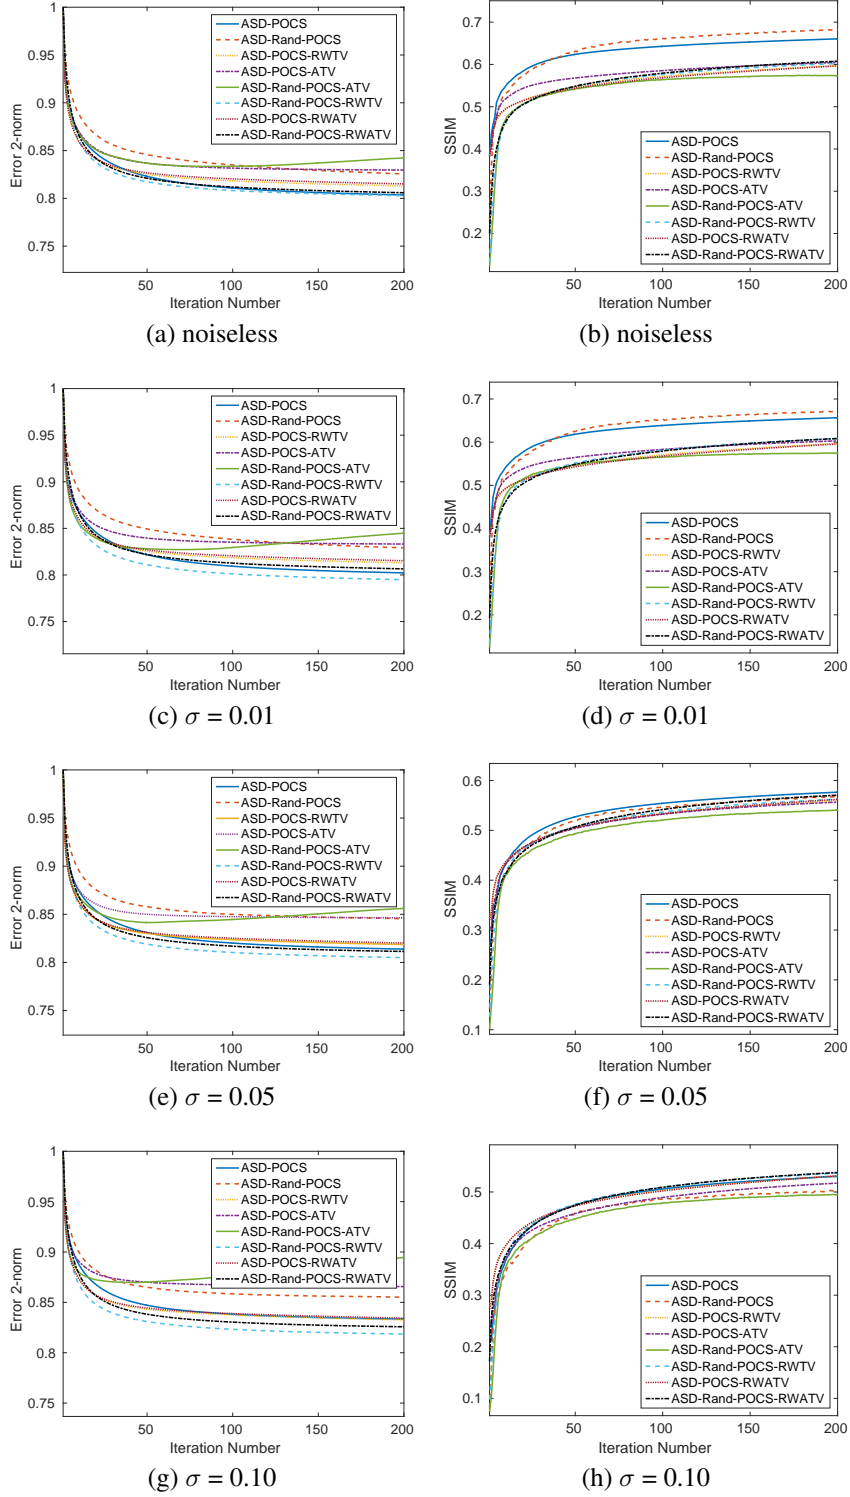 1
0.95
0.9
0.85
0.8
0.75
Error 2-norm
ASD-POCS
ASD-Rand-POCS
ASD-POCS-RWTV
ASD-POCS-ATV
ASD-Rand-POCS-ATV
ASD-Rand-POCS-RWTV
ASD-POCS-RWATV
ASD-Rand-POCS-RWATV
50 100 150 200
Iteration Number
(a) noiseless
0.7
0.6
0.5
0.4
0.3
0.2
SSIM
ASD-POCS
ASD-Rand-POCS
ASD-POCS-RWTV
ASD-POCS-ATV
ASD-Rand-POCS-ATV
ASD-Rand-POCS-RWTV
ASD-POCS-RWATV
ASD-Rand-POCS-RWATV
50 100 150 200
Iteration Number
(b) noiseless
1
0.95
0.9
0.85
0.8
0.75
Error 2-norm
ASD-POCS
ASD-Rand-POCS
ASD-POCS-RWTV
ASD-POCS-ATV
ASD-Rand-POCS-ATV
ASD-Rand-POCS-RWTV
ASD-POCS-RWATV
ASD-Rand-POCS-RWATV
50 100 150 200
Iteration Number
(c) σ = 0.01
0.7
0.6
0.5
0.4
0.3
0.2
SSIM
ASD-POCS
ASD-Rand-POCS
ASD-POCS-RWTV
ASD-POCS-ATV
ASD-Rand-POCS-ATV
ASD-Rand-POCS-RWTV
ASD-POCS-RWATV
ASD-Rand-POCS-RWATV
50 100 150 200
Iteration Number
(d) σ = 0.01
1
0.95
0.9
0.85
0.8
0.75
Error 2-norm
ASD-POCS
ASD-Rand-POCS
ASD-POCS-RWTV
ASD-POCS-ATV
ASD-Rand-POCS-ATV
ASD-Rand-POCS-RWTV
ASD-POCS-RWATV
ASD-Rand-POCS-RWATV
50 100 150 200
Iteration Number
(e) σ = 0.05
0.6
0.5
0.4
0.3
0.2
0.1
SSIM
ASD-POCS
ASD-Rand-POCS
ASD-POCS-RWTV
ASD-POCS-ATV
ASD-Rand-POCS-ATV
ASD-Rand-POCS-RWTV
ASD-POCS-RWATV
ASD-Rand-POCS-RWATV
50 100 150 200
Iteration Number
(f) σ = 0.05
1
0.95
0.9
0.85
0.8
0.75
Error 2-norm
ASD-POCS
ASD-Rand-POCS
ASD-POCS-RWTV
ASD-POCS-ATV
ASD-Rand-POCS-ATV
ASD-Rand-POCS-RWTV
ASD-POCS-RWATV
ASD-Rand-POCS-RWATV
50 100 150 200
Iteration Number
(g) σ = 0.10
0.5
0.4
0.3
0.2
0.1
SSIM
ASD-POCS
ASD-Rand-POCS
ASD-POCS-RWTV
ASD-POCS-ATV
ASD-Rand-POCS-ATV
ASD-Rand-POCS-RWTV
ASD-POCS-RWATV
ASD-Rand-POCS-RWATV
50 100 150 200
Iteration Number
(h) σ = 0.10